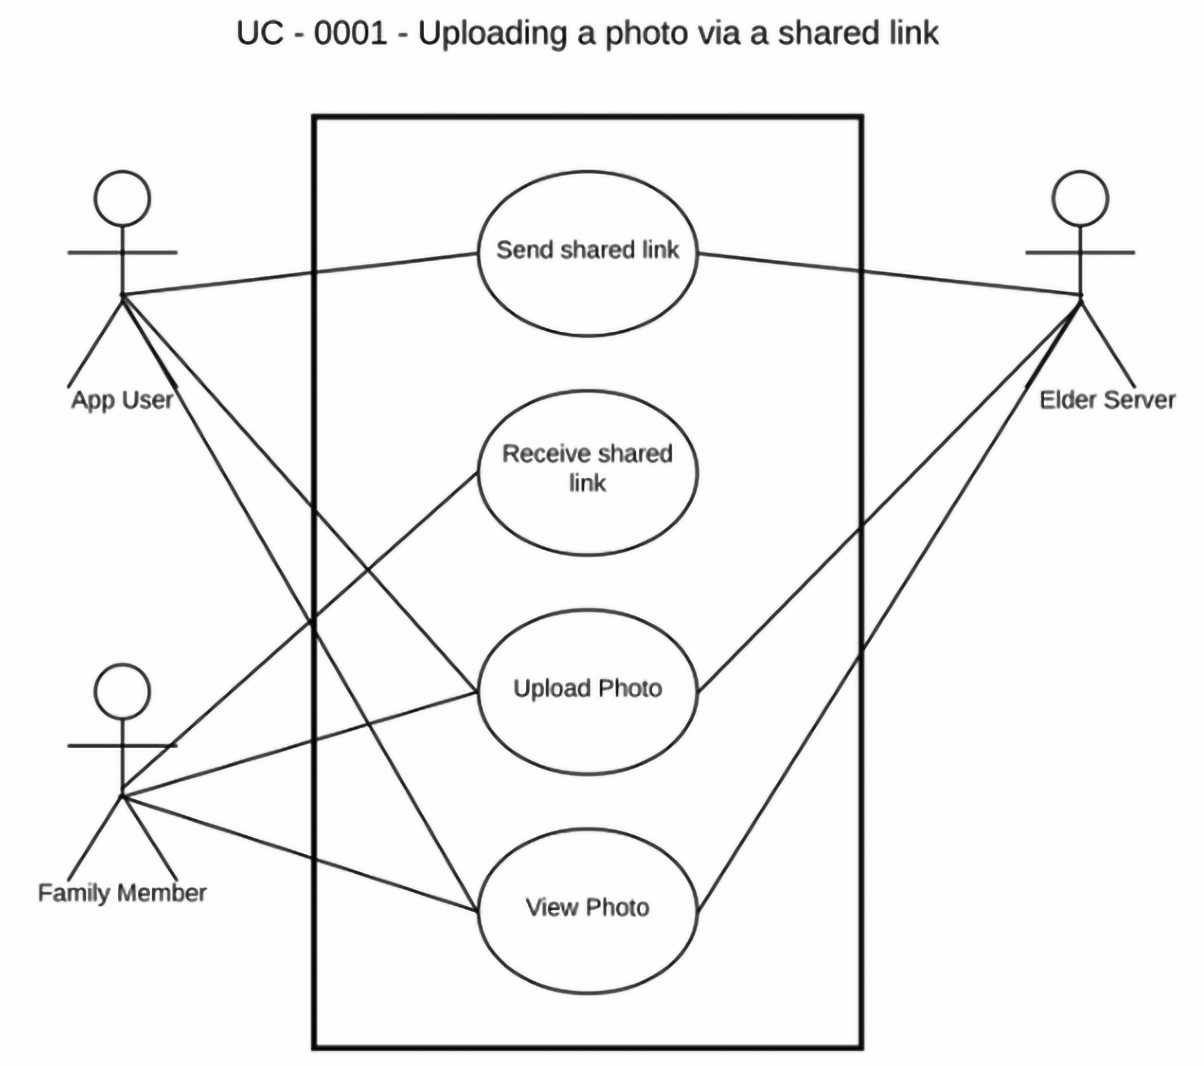 UC - 0001 - Uploading a photo via a shared link
Send shared link
App User
Elder Server
Receive shared
link
Upload Photo
Family Member
View Photo